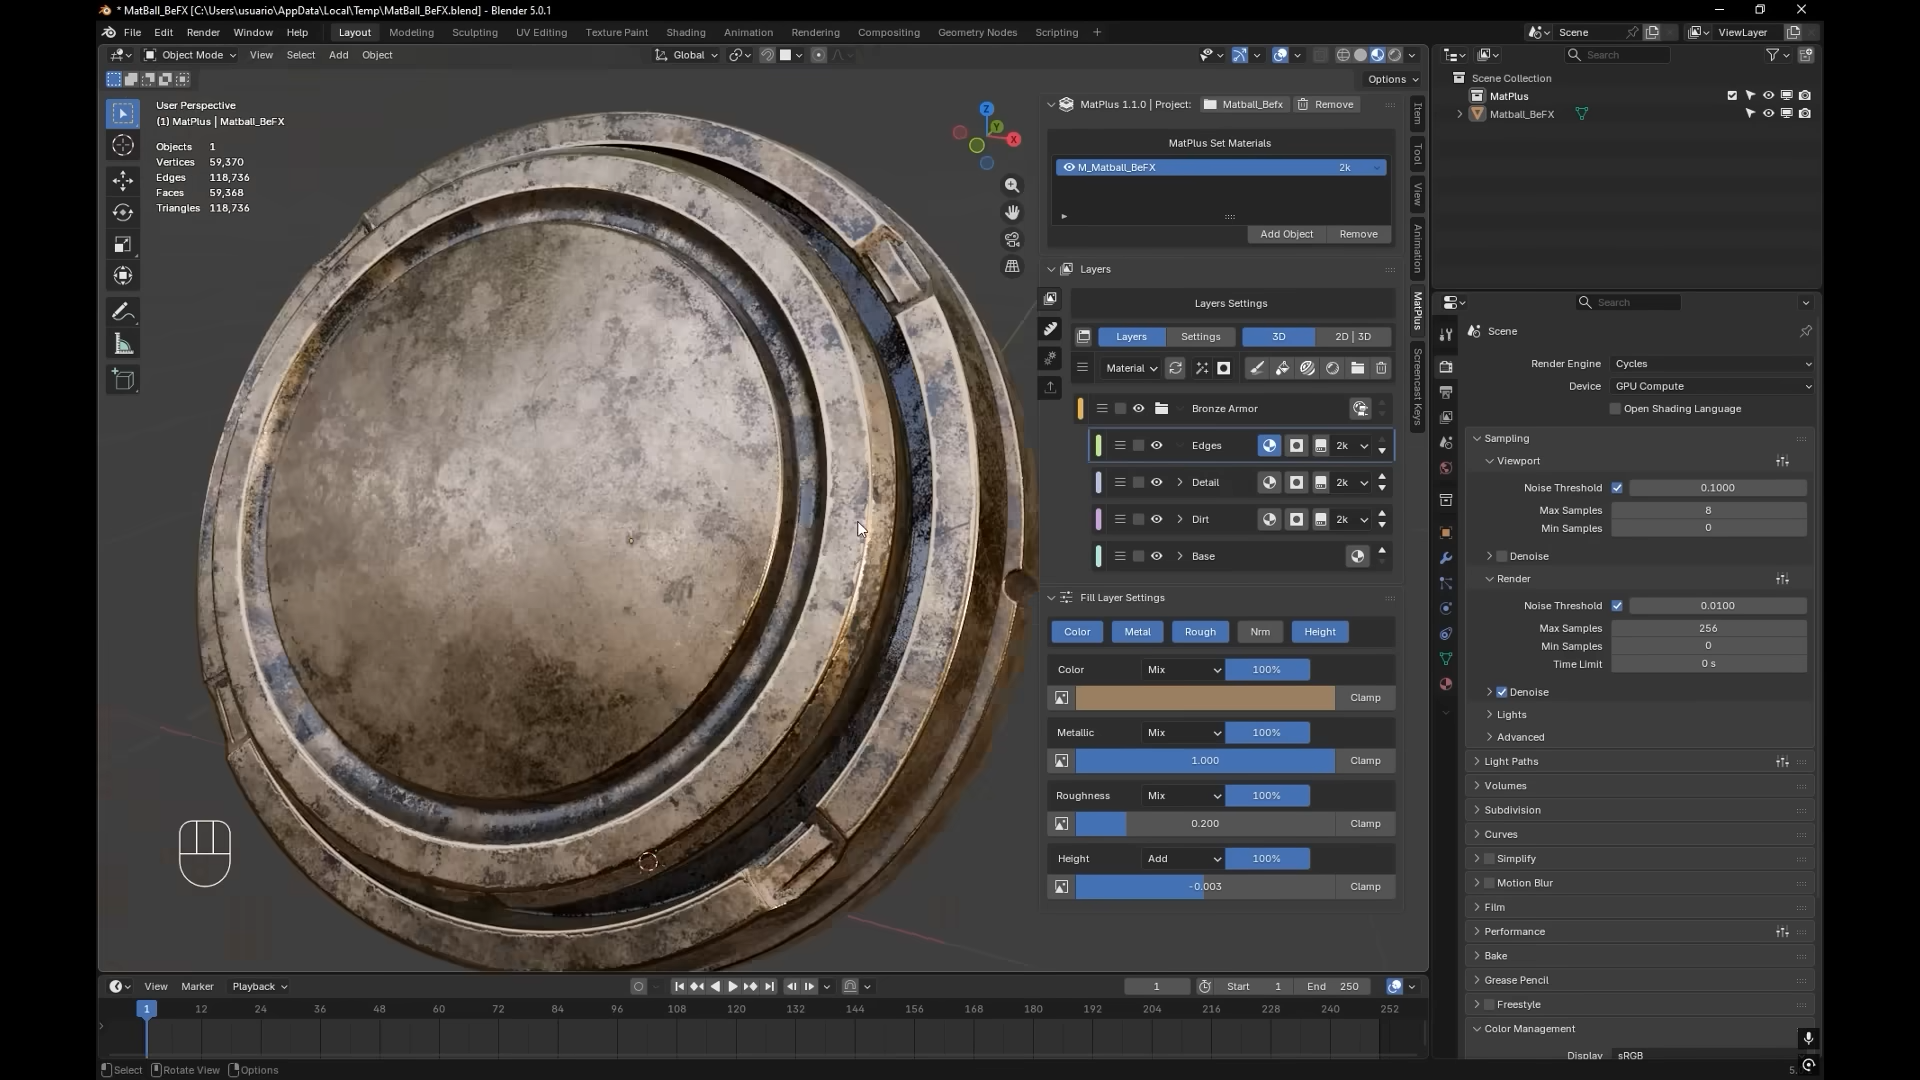 * MatBall_BeFX [C:\Users\usuario\AppData\Local\Temp\MatBall_BeFX.blend] - Blender 5.0.1
File Edit Render Window Help Layout Modeling Sculpting UV Editing Texture Paint Shading Animation Rendering Compositing Geometry Nodes Scripting + Scene ViewLayer
Object Mode View Select Add Object Global Search
Options
Scene Collection
MatPlus
Matball_BeFX
User Perspective
(1) MatPlus | Matball_BeFX
Objects 1
Vertices 59,370
Edges 118,736
Faces 59,368
Triangles 118,736
Z
Y
X
MatPlus 1.1.0 | Project: Matball_Befx Remove
MatPlus Set Materials
M_Matball_BeFX 2k
Add Object Remove
Layers
Layers Settings
Layers Settings 3D 2D | 3D
Material
Bronze Armor
Edges 2k
Detail 2k
Dirt 2k
Base
Fill Layer Settings
Color Metal Rough Nrm Height
Color Mix 100%
Clamp
Metallic Mix 100%
1.000 Clamp
Roughness Mix 100%
0.200 Clamp
Height Add 100%
-0.003 Clamp
Item
Tool
View
Animation
MatPlus
Screencast Keys
Search
Scene
Render Engine Cycles
Device GPU Compute
Open Shading Language
Sampling
Viewport
Noise Threshold 0.1000
Max Samples 8
Min Samples 0
Denoise
Render
Noise Threshold 0.0100
Max Samples 256
Min Samples 0
Time Limit 0 s
Denoise
Lights
Advanced
Light Paths
Volumes
Subdivision
Curves
Simplify
Motion Blur
Film
Performance
Bake
Grease Pencil
Freestyle
Color Management
Display sRGB
View Marker Playback 1 Start 1 End 250
1 12 24 36 48 60 72 84 96 108 120 132 144 156 168 180 192 204 216 228 240 252
Select Rotate View Options